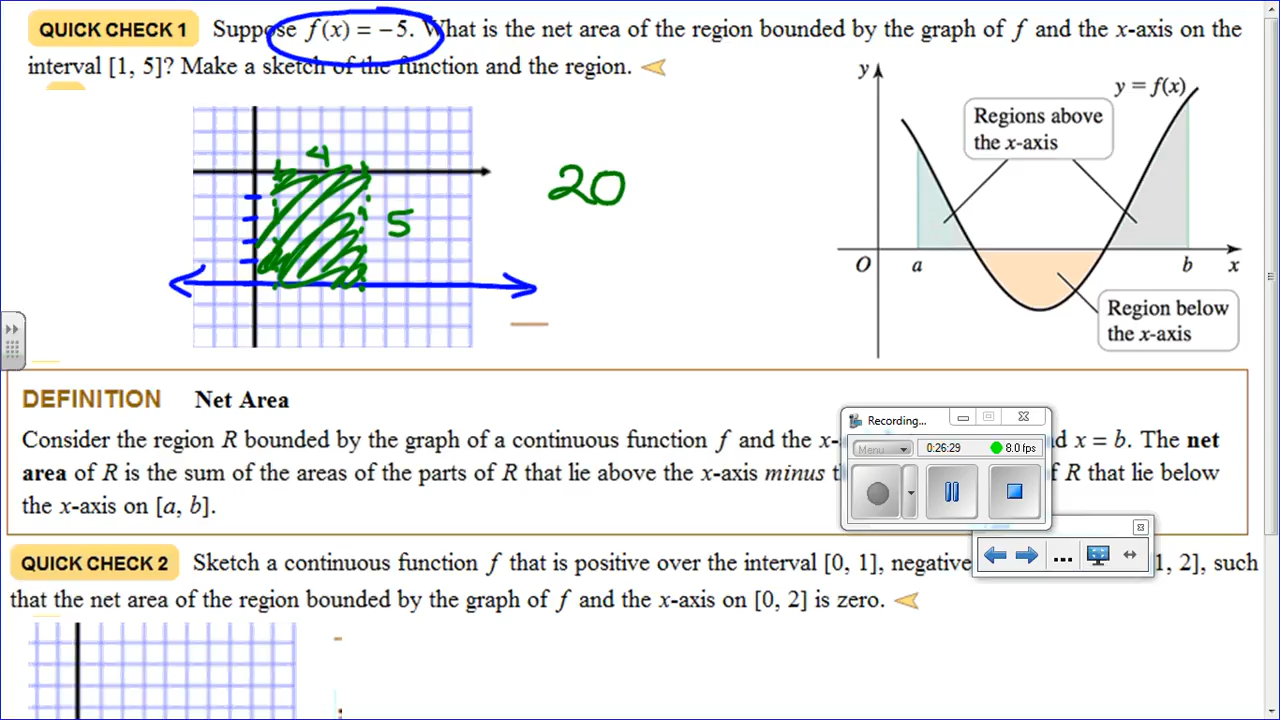 QUICK CHECK 1 Suppose f(x) = −5. What is the net area of the region bounded by the graph of f and the x-axis on the
interval [1, 5]? Make a sketch of the function and the region.
4
5
20
y
y = f(x)
Regions above
the x-axis
O
a
b
x
Region below
the x-axis
DEFINITION Net Area
Recording...
Consider the region R bounded by the graph of a continuous function f and the x- d x = b. The net
Menu
0:26:29
8.0 fps
area of R is the sum of the areas of the parts of R that lie above the x-axis minus R that lie below
the x-axis on [a, b].
QUICK CHECK 2 Sketch a continuous function f that is positive over the interval [0, 1], negative 1, 2], such
that the net area of the region bounded by the graph of f and the x-axis on [0, 2] is zero.